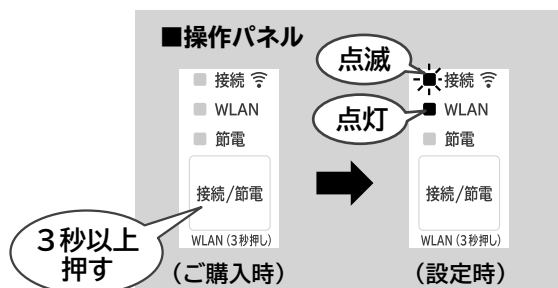 ■操作パネル
点滅
接続
WLAN
節電
接続/節電
WLAN（3秒押し）
3秒以上
押す
（ご購入時）
接続
点灯
WLAN
節電
接続/節電
WLAN（3秒押し）
（設定時）